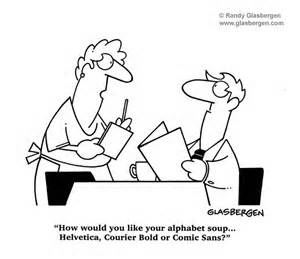 © Randy Glasbergen
www.glasbergen.com
GLASBERGEN
"How would you like your alphabet soup...
Helvetica, Courier Bold or Comic Sans?"